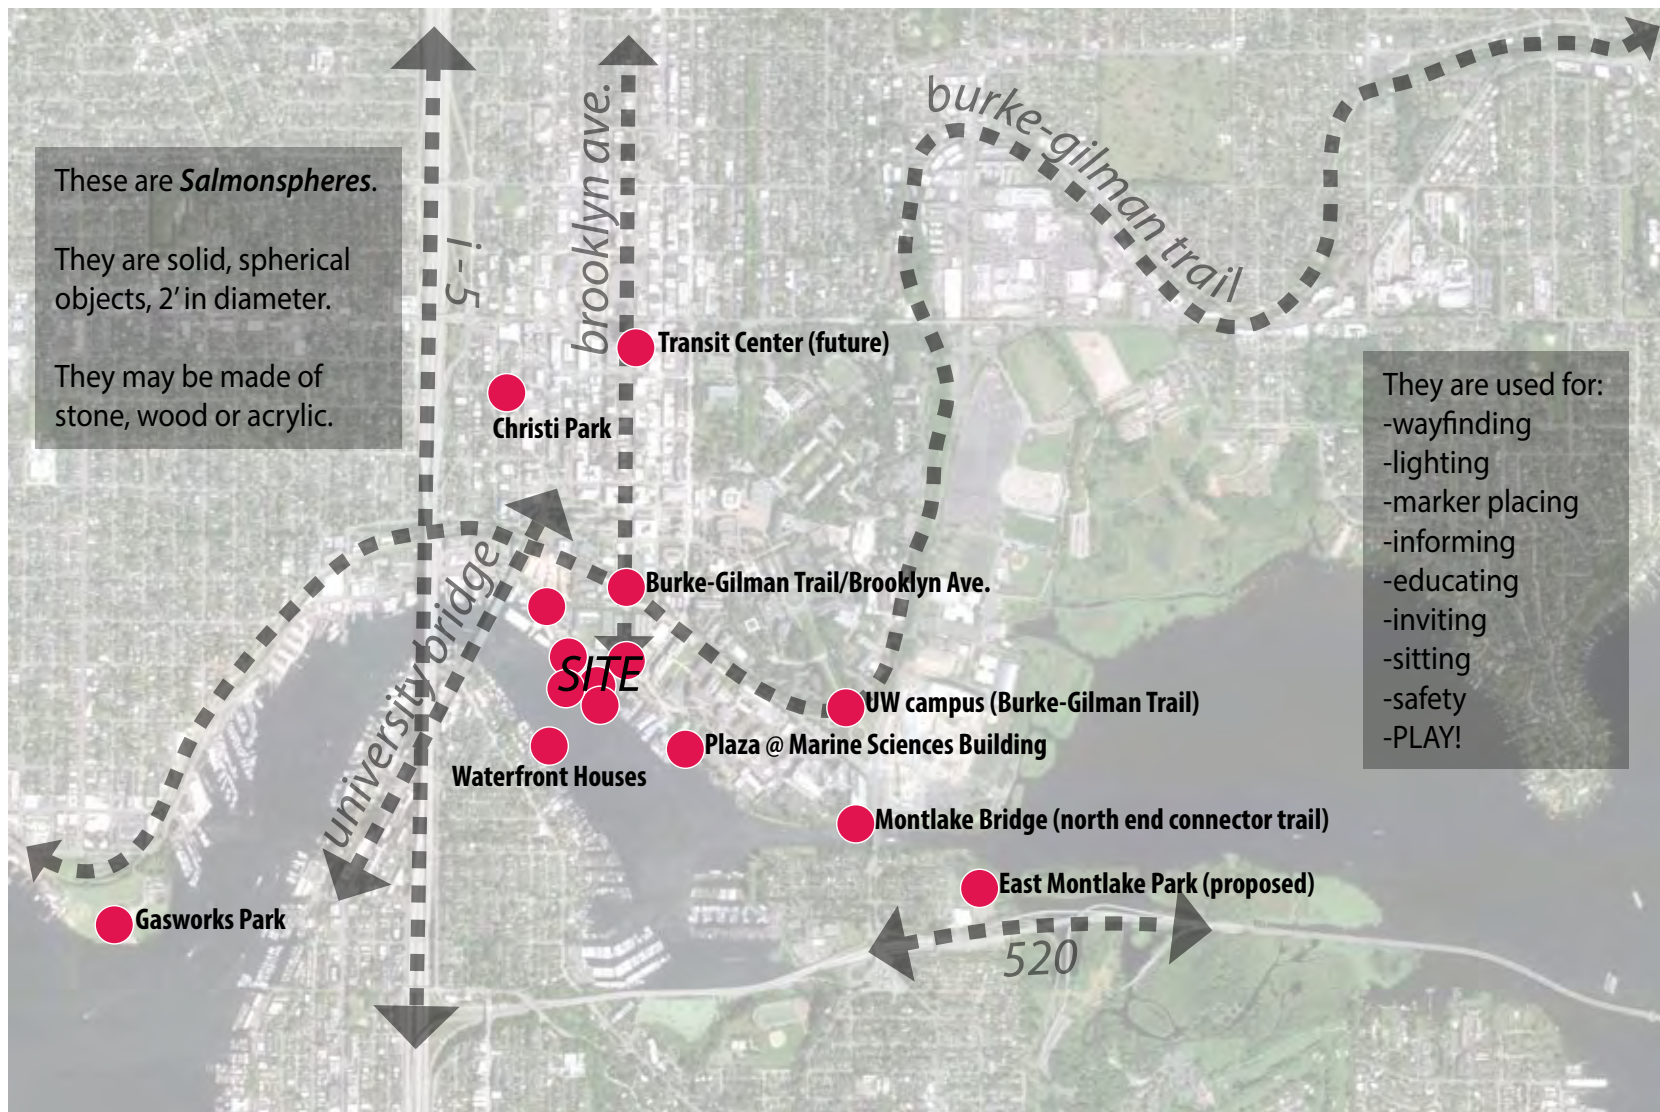 These are Salmonspheres.
They are solid, spherical
objects, 2' in diameter.
They may be made of
stone, wood or acrylic.
i-5
brooklyn ave.
burke-gilman trail
Transit Center (future)
Christi Park
They are used for:
-wayfinding
-lighting
-marker placing
-informing
-educating
-inviting
-sitting
-safety
-PLAY!
university bridge
Burke-Gilman Trail/Brooklyn Ave.
SITE
UW campus (Burke-Gilman Trail)
Plaza @ Marine Sciences Building
Waterfront Houses
Montlake Bridge (north end connector trail)
East Montlake Park (proposed)
Gasworks Park
520